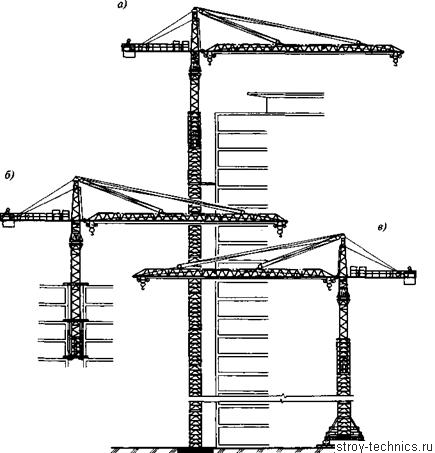 а)
б)
в)
stroy-technics.ru